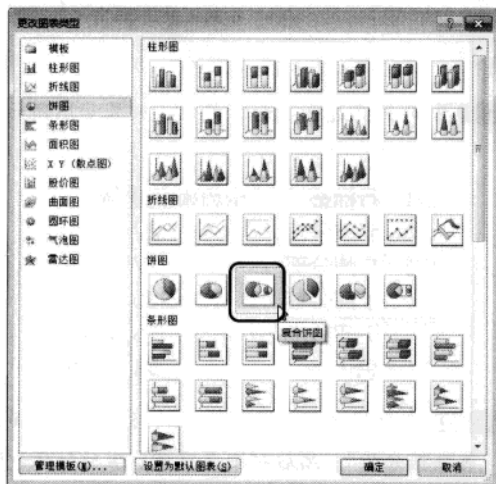 更改图表类型
模板
柱形图
折线图
饼图
条形图
面积图
X Y (散点图)
股价图
曲面图
圆环图
气泡图
雷达图
柱形图
折线图
饼图
复合饼图
条形图
管理模板(M)...
设置为默认图表(S)
确定
取消